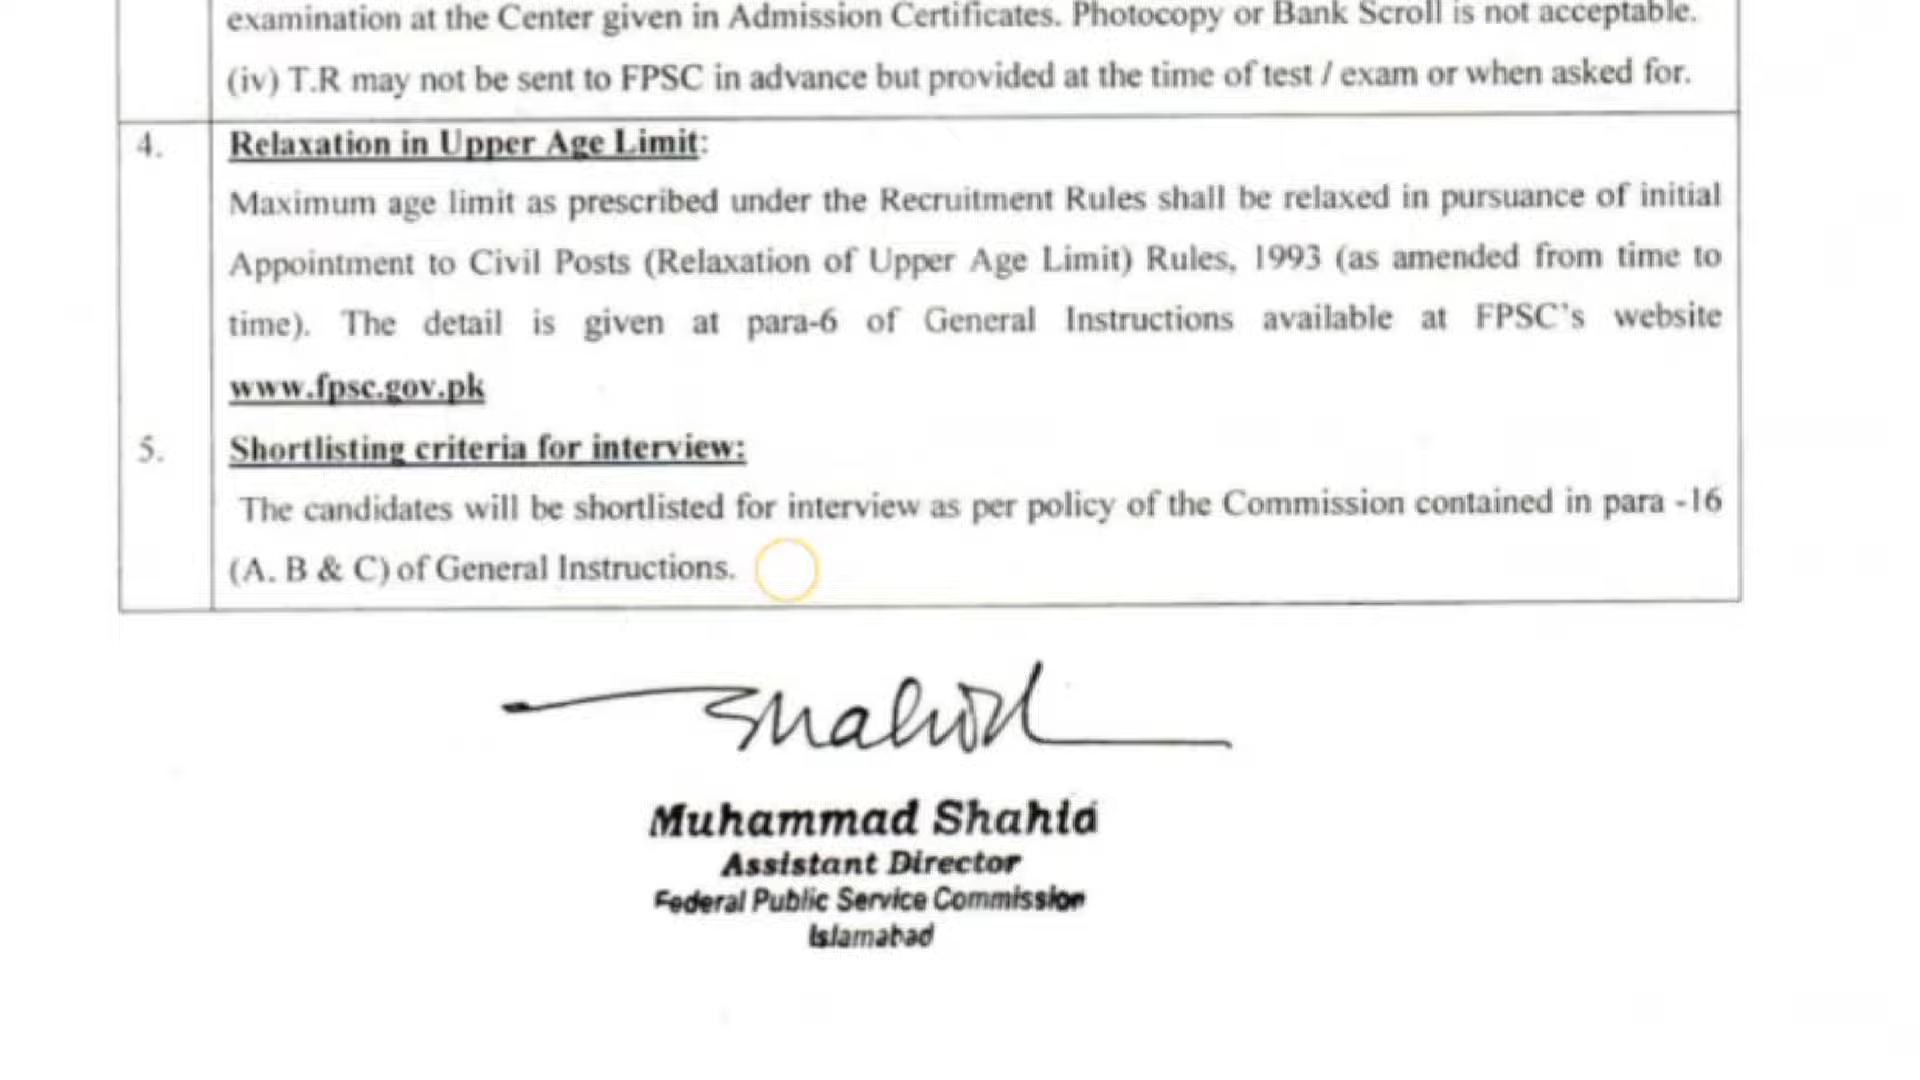 examination at the Center given in Admission Certificates. Photocopy or Bank Scroll is not acceptable.
(iv) T.R may not be sent to FPSC in advance but provided at the time of test / exam or when asked for.
4. Relaxation in Upper Age Limit:
Maximum age limit as prescribed under the Recruitment Rules shall be relaxed in pursuance of initial
Appointment to Civil Posts (Relaxation of Upper Age Limit) Rules, 1993 (as amended from time to
time). The detail is given at para-6 of General Instructions available at FPSC's website
www.fpsc.gov.pk
5. Shortlisting criteria for interview:
The candidates will be shortlisted for interview as per policy of the Commission contained in para -16
(A. B & C) of General Instructions.
Shahid
Muhammad Shahid
Assistant Director
Federal Public Service Commission
Islamabad